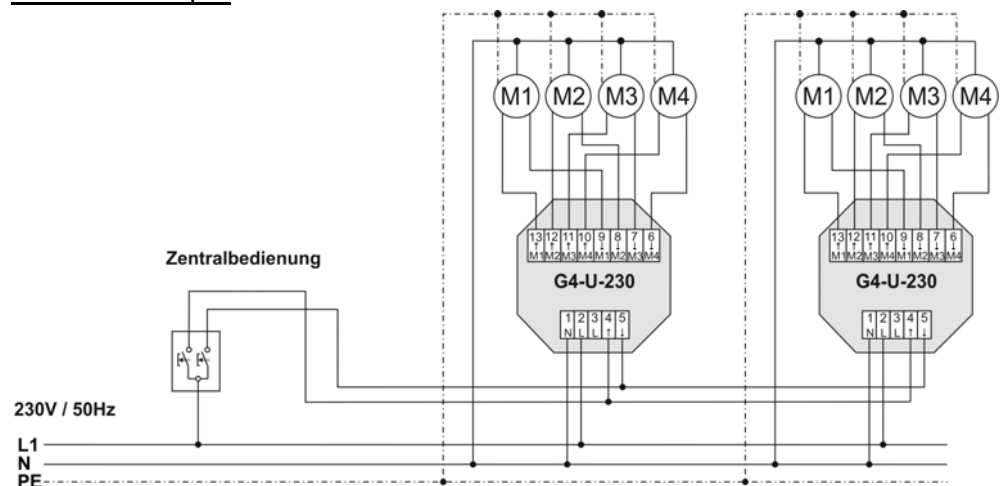 M1 M2 M3 M4
M1 M2 M3 M4
13 12 11 10 9 8 7 6
↑ ↑ ↑ ↑ ↓ ↓ ↓ ↓
M1 M2 M3 M4 M1 M2 M3 M4
G4-U-230
1 2 3 4 5
N L L ↑ ↓
13 12 11 10 9 8 7 6
↑ ↑ ↑ ↑ ↓ ↓ ↓ ↓
M1 M2 M3 M4 M1 M2 M3 M4
G4-U-230
1 2 3 4 5
N L L ↑ ↓
Zentralbedienung
230V / 50Hz
L1
N
PE